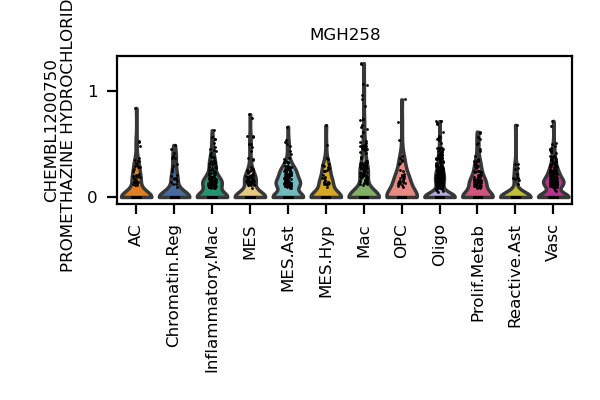 MGH258
CHEMBL1200750
PROMETHAZINE HYDROCHLORID
1
0
AC
Chromatin.Reg
Inflammatory.Mac
MES
MES.Ast
MES.Hyp
Mac
OPC
Oligo
Prolif.Metab
Reactive.Ast
Vasc